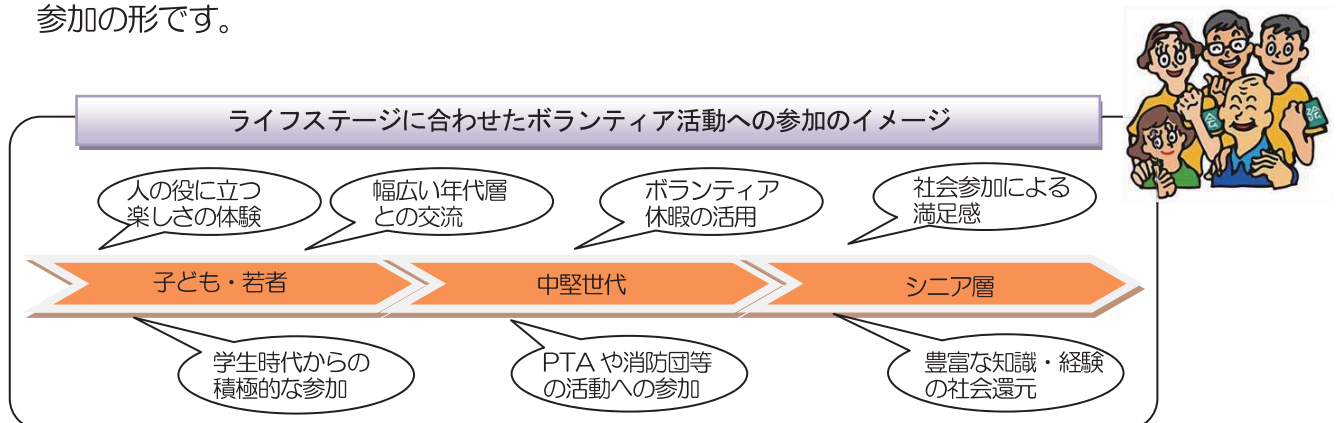 参加の形です。
ライフステージに合わせたボランティア活動への参加のイメージ
人の役に立つ
楽しさの体験
幅広い年代層
との交流
ボランティア
休暇の活用
社会参加による
満足感
子ども・若者
中堅世代
シニア層
学生時代からの
積極的な参加
PTA や消防団等
の活動への参加
豊富な知識・経験
の社会還元
会
絵